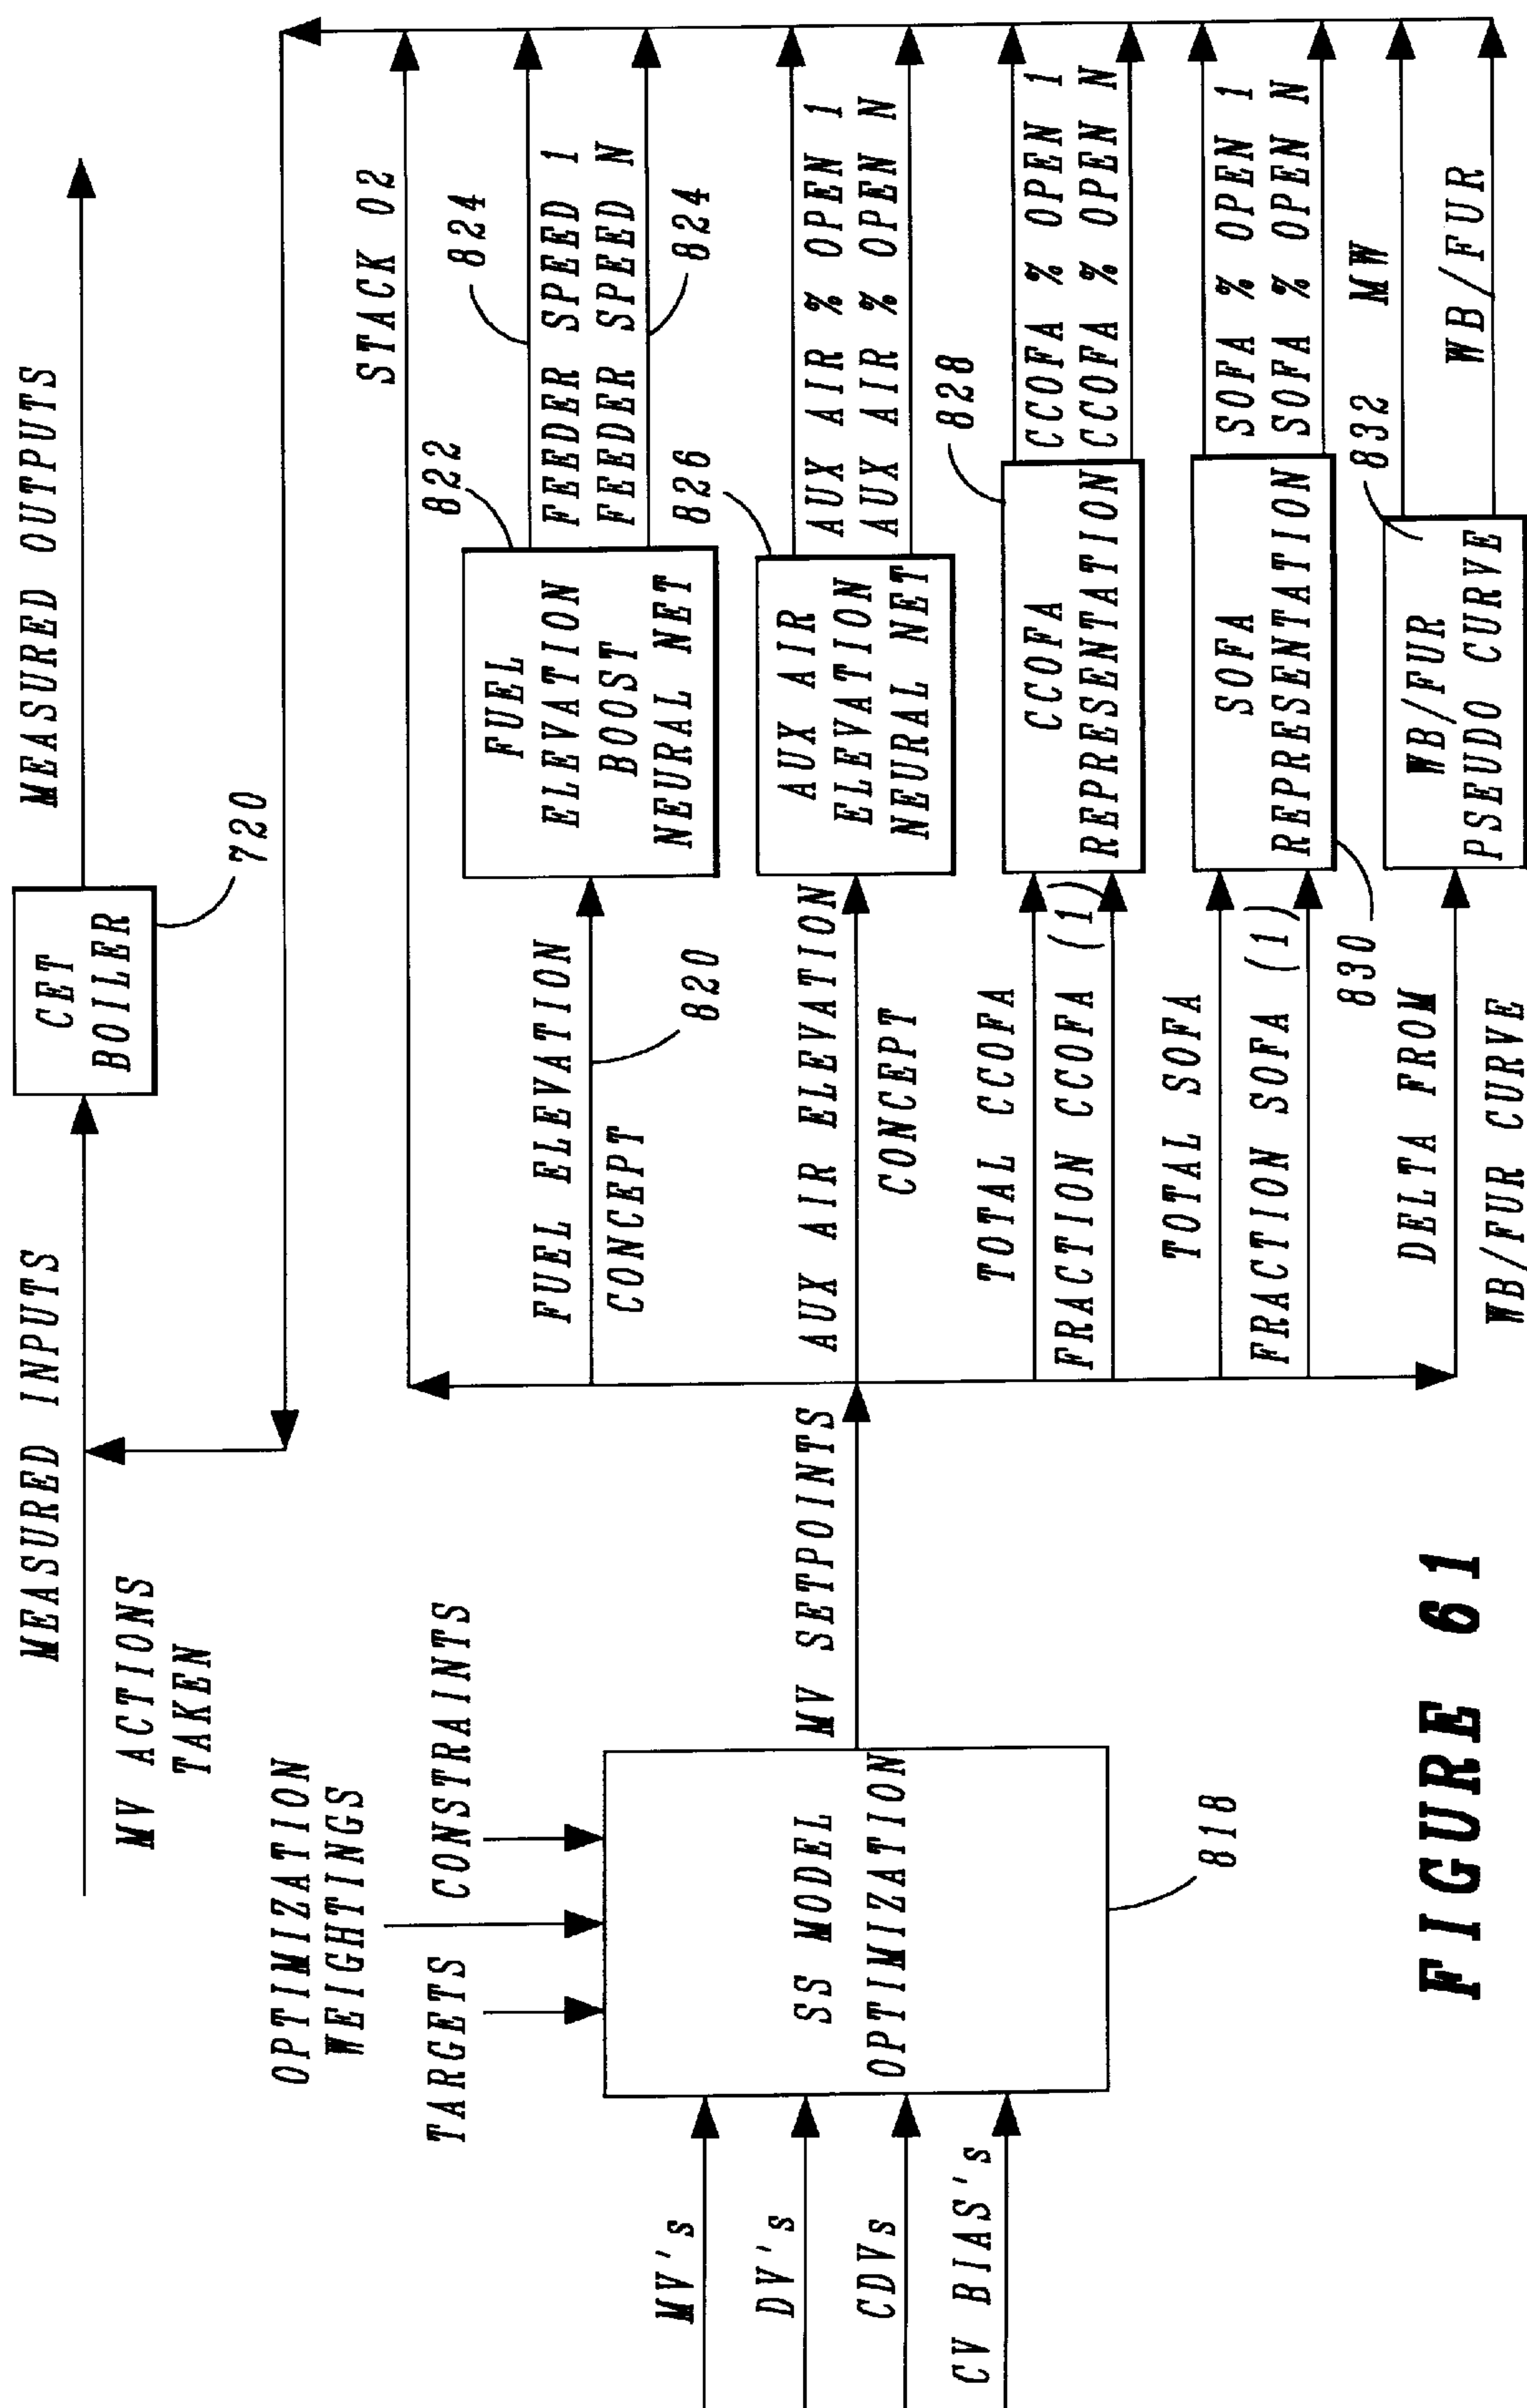 MEASURED INPUTS
CET
BOILER
MEASURED OUTPUTS
MV ACTIONS
TAKEN
720
OPTIMIZATION
WEIGHTINGS
TARGETS
CONSTRAINTS
MV's
DV's
CDVs
CV BIAS's
SS MODEL
OPTIMIZATION
818
MV SETPOINTS
STACK O2
FUEL ELEVATION
CONCEPT
820
FUEL
ELEVATION
BOOST
NEURAL NET
822
824
FEEDER SPEED 1
FEEDER SPEED N
824
AUX AIR ELEVATION
CONCEPT
AUX AIR
ELEVATION
NEURAL NET
826
AUX AIR % OPEN 1
AUX AIR % OPEN N
TOTAL CCOFA
FRACTION CCOFA (1)
CCOFA
REPRESENTATION
828
CCOFA % OPEN 1
CCOFA % OPEN N
TOTAL SOFA
FRACTION SOFA (1)
SOFA
REPRESENTATION
830
SOFA % OPEN 1
SOFA % OPEN N
DELTA FROM
WB/FUR CURVE
WB/FUR
PSEUDO CURVE
832
MW
WB/FUR
FIGURE 61